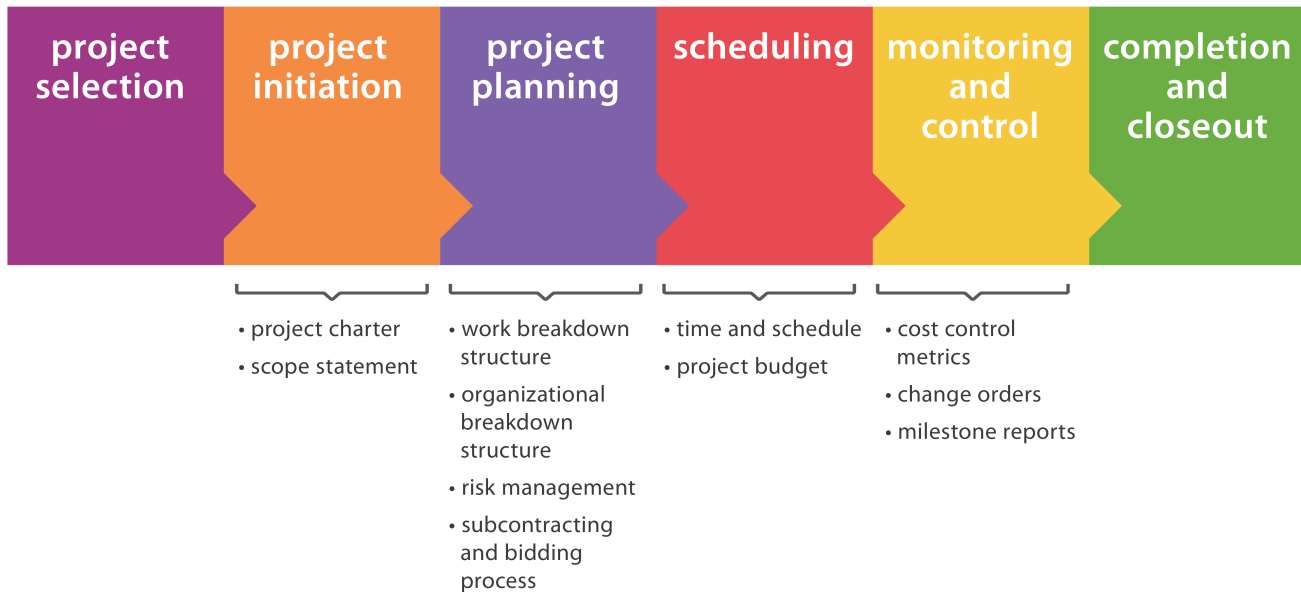 project
selection
project
initiation
project
planning
scheduling
monitoring
and
control
completion
and
closeout
• project charter
• scope statement
• work breakdown
structure
• organizational
breakdown
structure
• risk management
• subcontracting
and bidding
process
• time and schedule
• project budget
• cost control
metrics
• change orders
• milestone reports